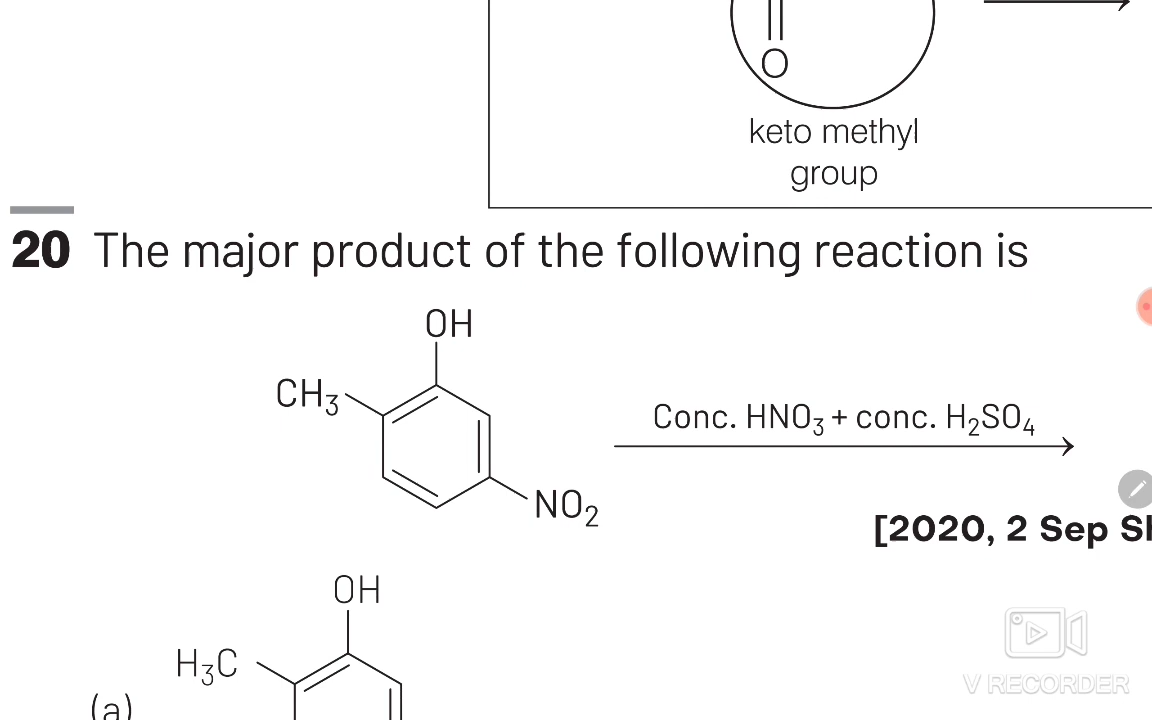 O
keto methyl
group
20 The major product of the following reaction is
OH
CH3
Conc. HNO3 + conc. H2SO4
NO2
[2020, 2 Sep Sh
OH
H3C
(a)
V RECORDER